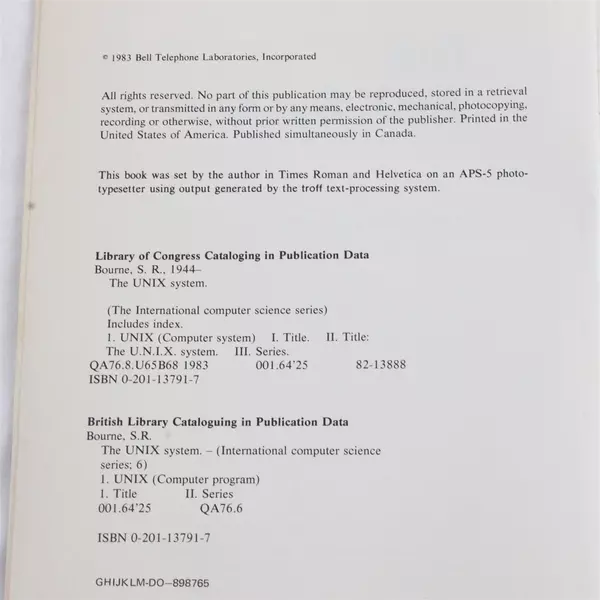 © 1983 Bell Telephone Laboratories, Incorporated
All rights reserved. No part of this publication may be reproduced, stored in a retrieval
system, or transmitted in any form or by any means, electronic, mechanical, photocopying,
recording or otherwise, without prior written permission of the publisher. Printed in the
United States of America. Published simultaneously in Canada.
This book was set by the author in Times Roman and Helvetica on an APS-5 photo-
typesetter using output generated by the troff text-processing system.
Library of Congress Cataloging in Publication Data
Bourne, S. R., 1944–
The UNIX system.
(The International computer science series)
Includes index.
1. UNIX (Computer system) I. Title. II. Title:
The U.N.I.X. system. III. Series.
QA76.8.U65B68 1983 001.64'25 82-13888
ISBN 0-201-13791-7
British Library Cataloguing in Publication Data
Bourne, S.R.
The UNIX system. – (International computer science
series; 6)
1. UNIX (Computer program)
1. Title II. Series
001.64'25 QA76.6
ISBN 0-201-13791-7
GHIJKLM-DO-898765